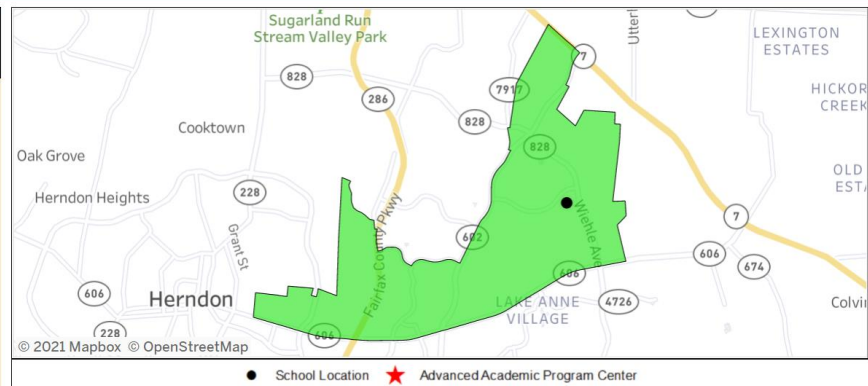 Sugarland Run
Stream Valley Park
Utterl
LEXINGTON
ESTATES
7
828
7917
286
HICKOR
CREEK
828
Cooktown
828
Oak Grove
OLD
ESTA
228
Herndon Heights
Wiehle Ave
7
Grant St
Fairfax County Pkwy
602
606
674
606
606
4726
Herndon
LAKE ANNE
VILLAGE
Colvin
228
606
© 2021 Mapbox © OpenStreetMap
School Location
Advanced Academic Program Center